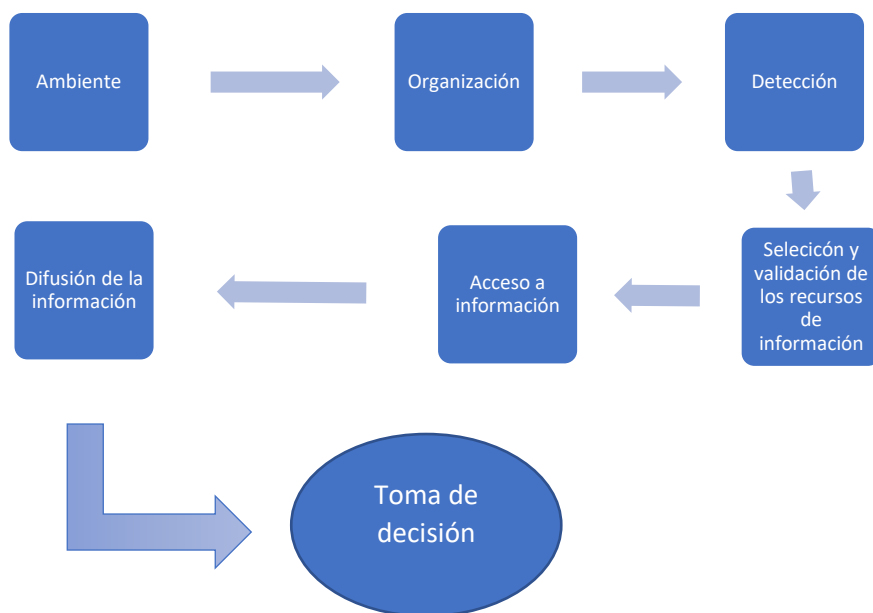 Ambiente
Organización
Detección
Selecicón y
validación de
los recursos
de
información
Acceso a
información
Difusión de la
información
Toma de
decisión